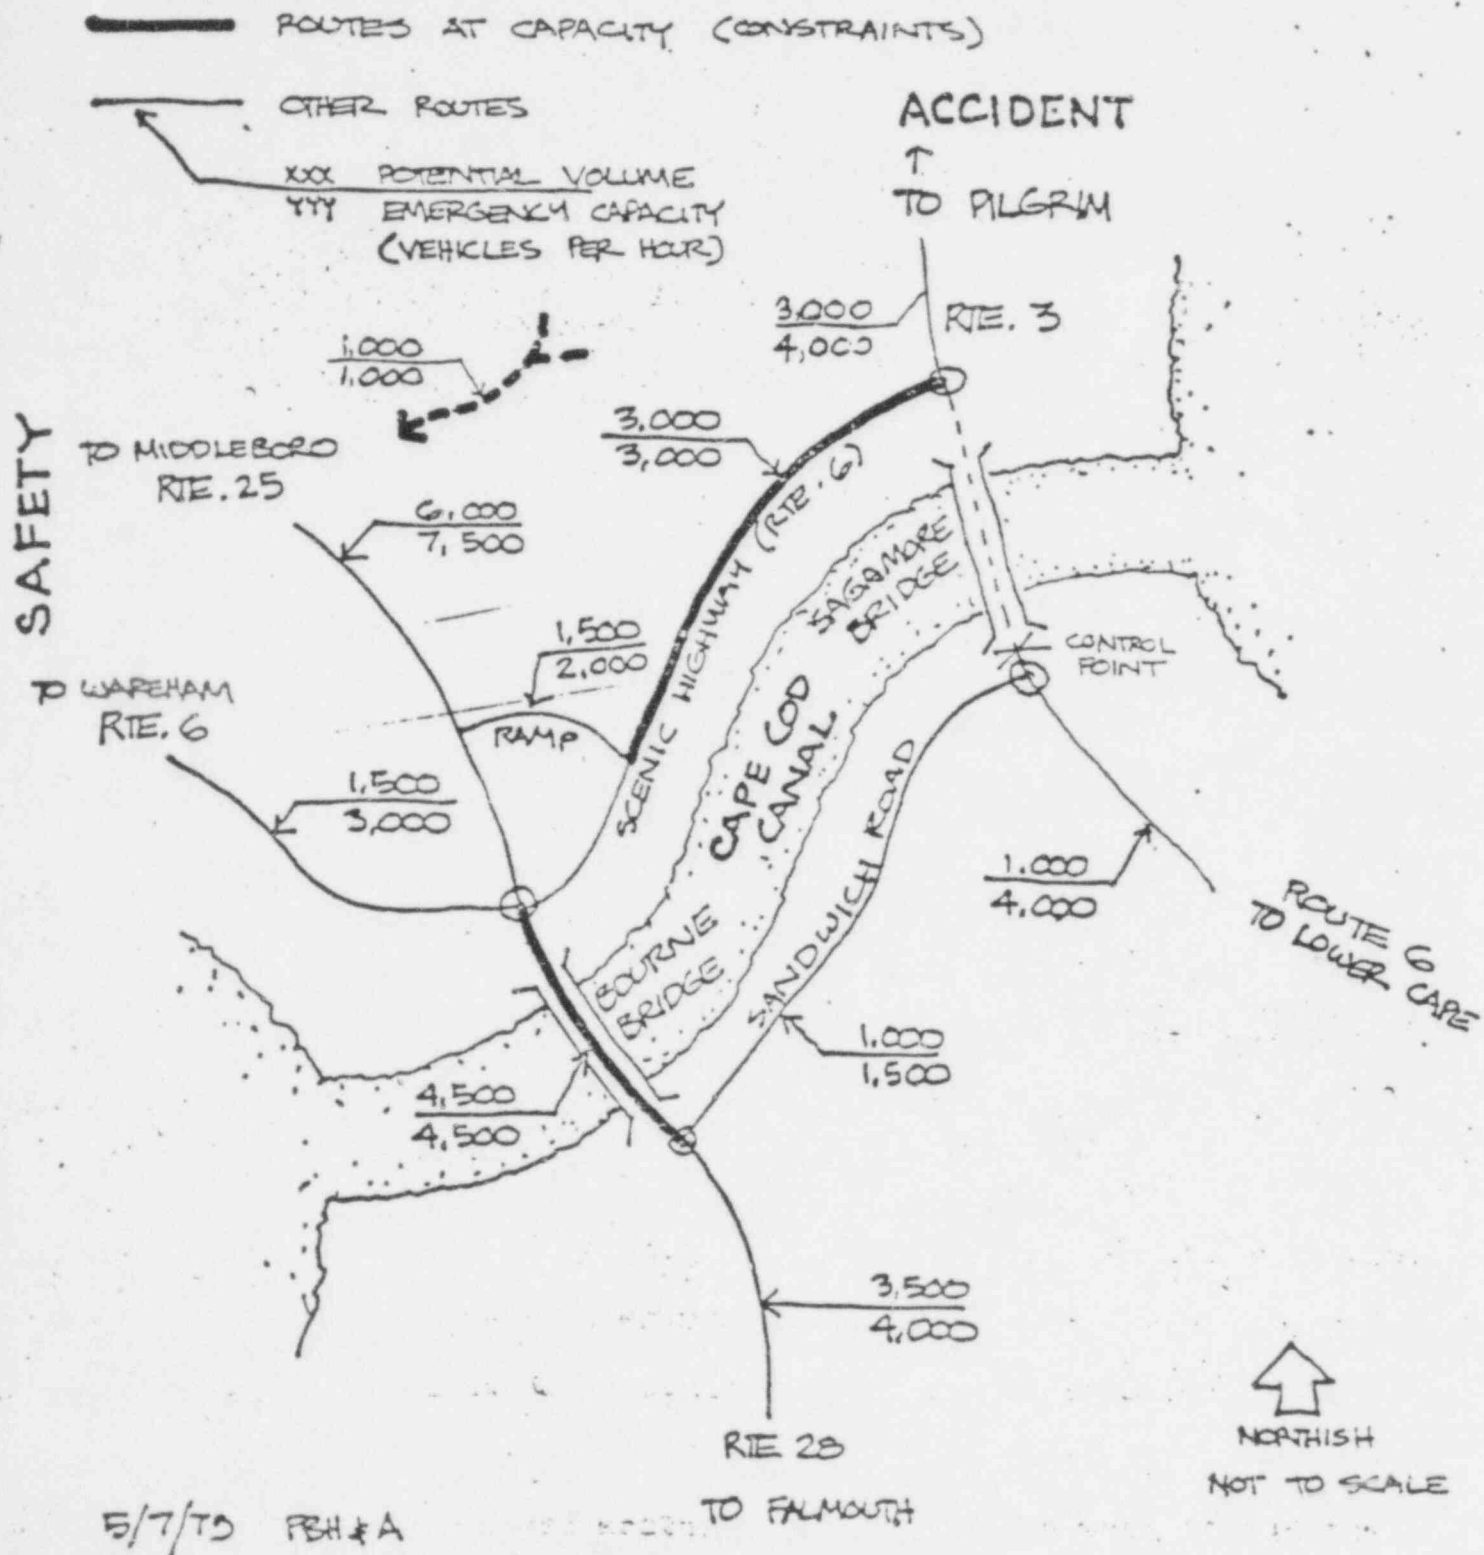 ROUTES AT CAPACITY (CONSTRAINTS)
OTHER ROUTES
XXX POTENTIAL VOLUME
YYY EMERGENCY CAPACITY
(VEHICLES PER HOUR)
ACCIDENT
↑
TO PILGRIM
3,000
4,000
RTE. 3
1,000
1,000
3,000
3,000
SAFETY
TO MIDDLEBORO
RTE. 25
6,000
7,500
SCENIC HIGHWAY (RTE. 6)
SAGAMORE
BRIDGE
1,500
2,000
RAMP
CONTROL
POINT
TO WAREHAM
RTE. 6
1,500
3,000
CAPE COD
CANAL
SANDWICH ROAD
1.000
4,000
ROUTE 6
TO LOWER CAPE
BOURNE
BRIDGE
1.000
1,500
4,500
4,500
3,500
4,000
RTE 28
TO FALMOUTH
NORTHISH
NOT TO SCALE
5/7/79 PBH & A